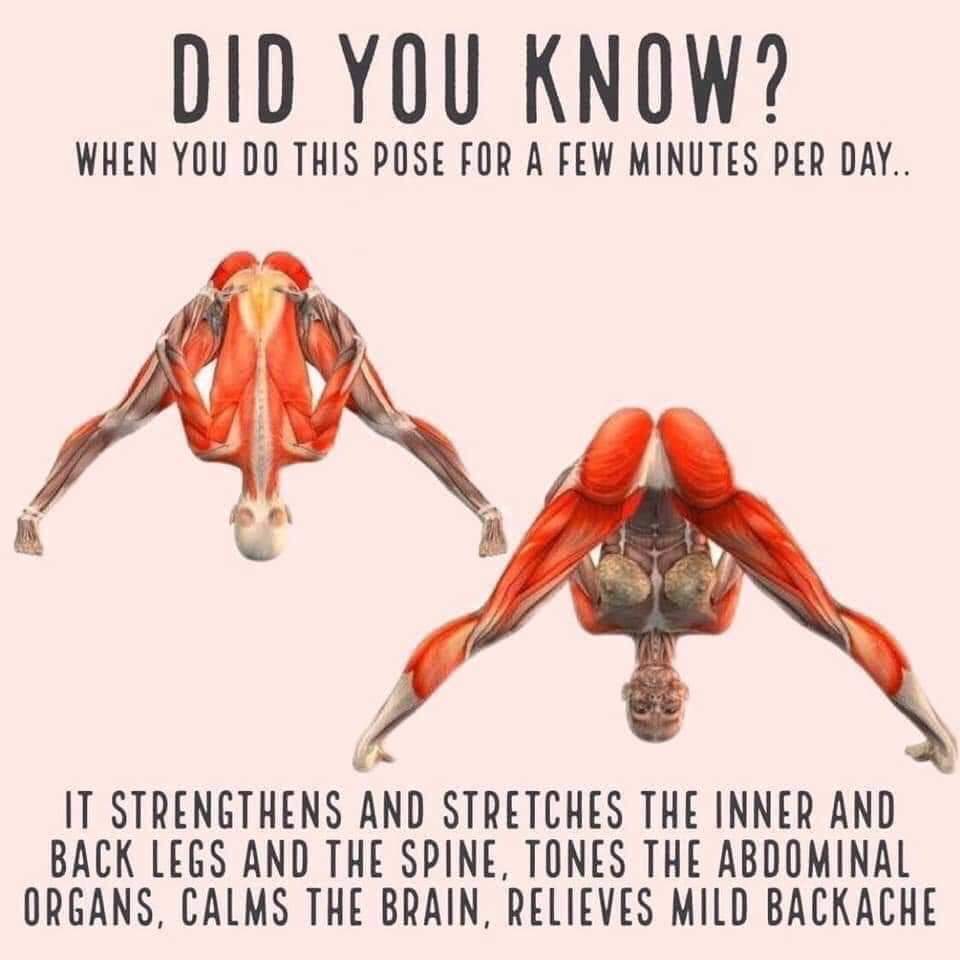 DID YOU KNOW?
WHEN YOU DO THIS POSE FOR A FEW MINUTES PER DAY..
IT STRENGTHENS AND STRETCHES THE INNER AND
BACK LEGS AND THE SPINE, TONES THE ABDOMINAL
ORGANS, CALMS THE BRAIN, RELIEVES MILD BACKACHE